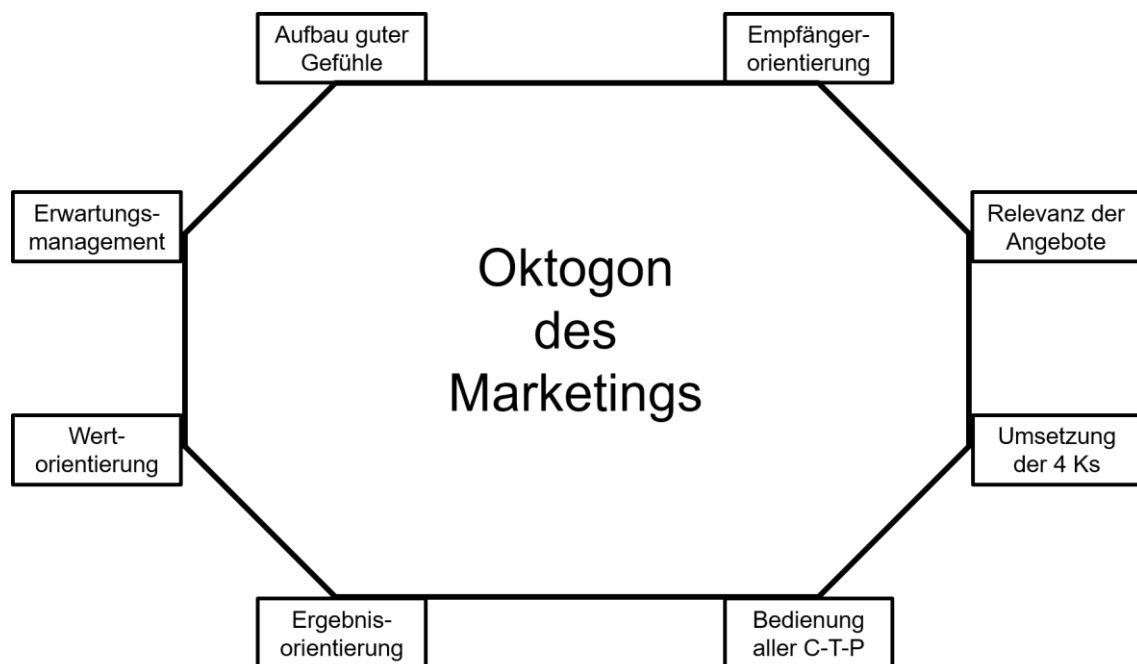 Aufbau guter
Gefühle
Empfänger-
orientierung
Erwartungs-
management
Relevanz der
Angebote
Oktogon
des
Marketings
Wert-
orientierung
Umsetzung
der 4 Ks
Ergebnis-
orientierung
Bedienung
aller C-T-P